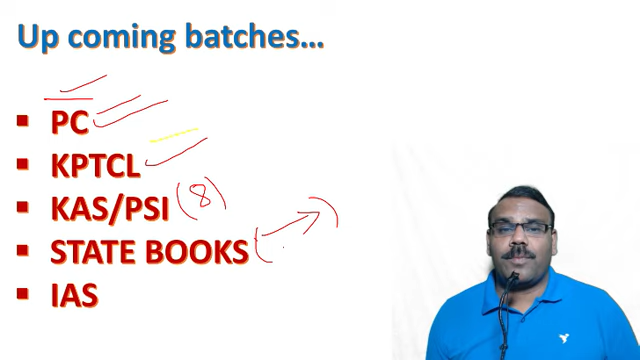 Up coming batches...
▪ PC
▪ KPTCL
▪ KAS/PSI (8)
▪ STATE BOOKS
▪ IAS